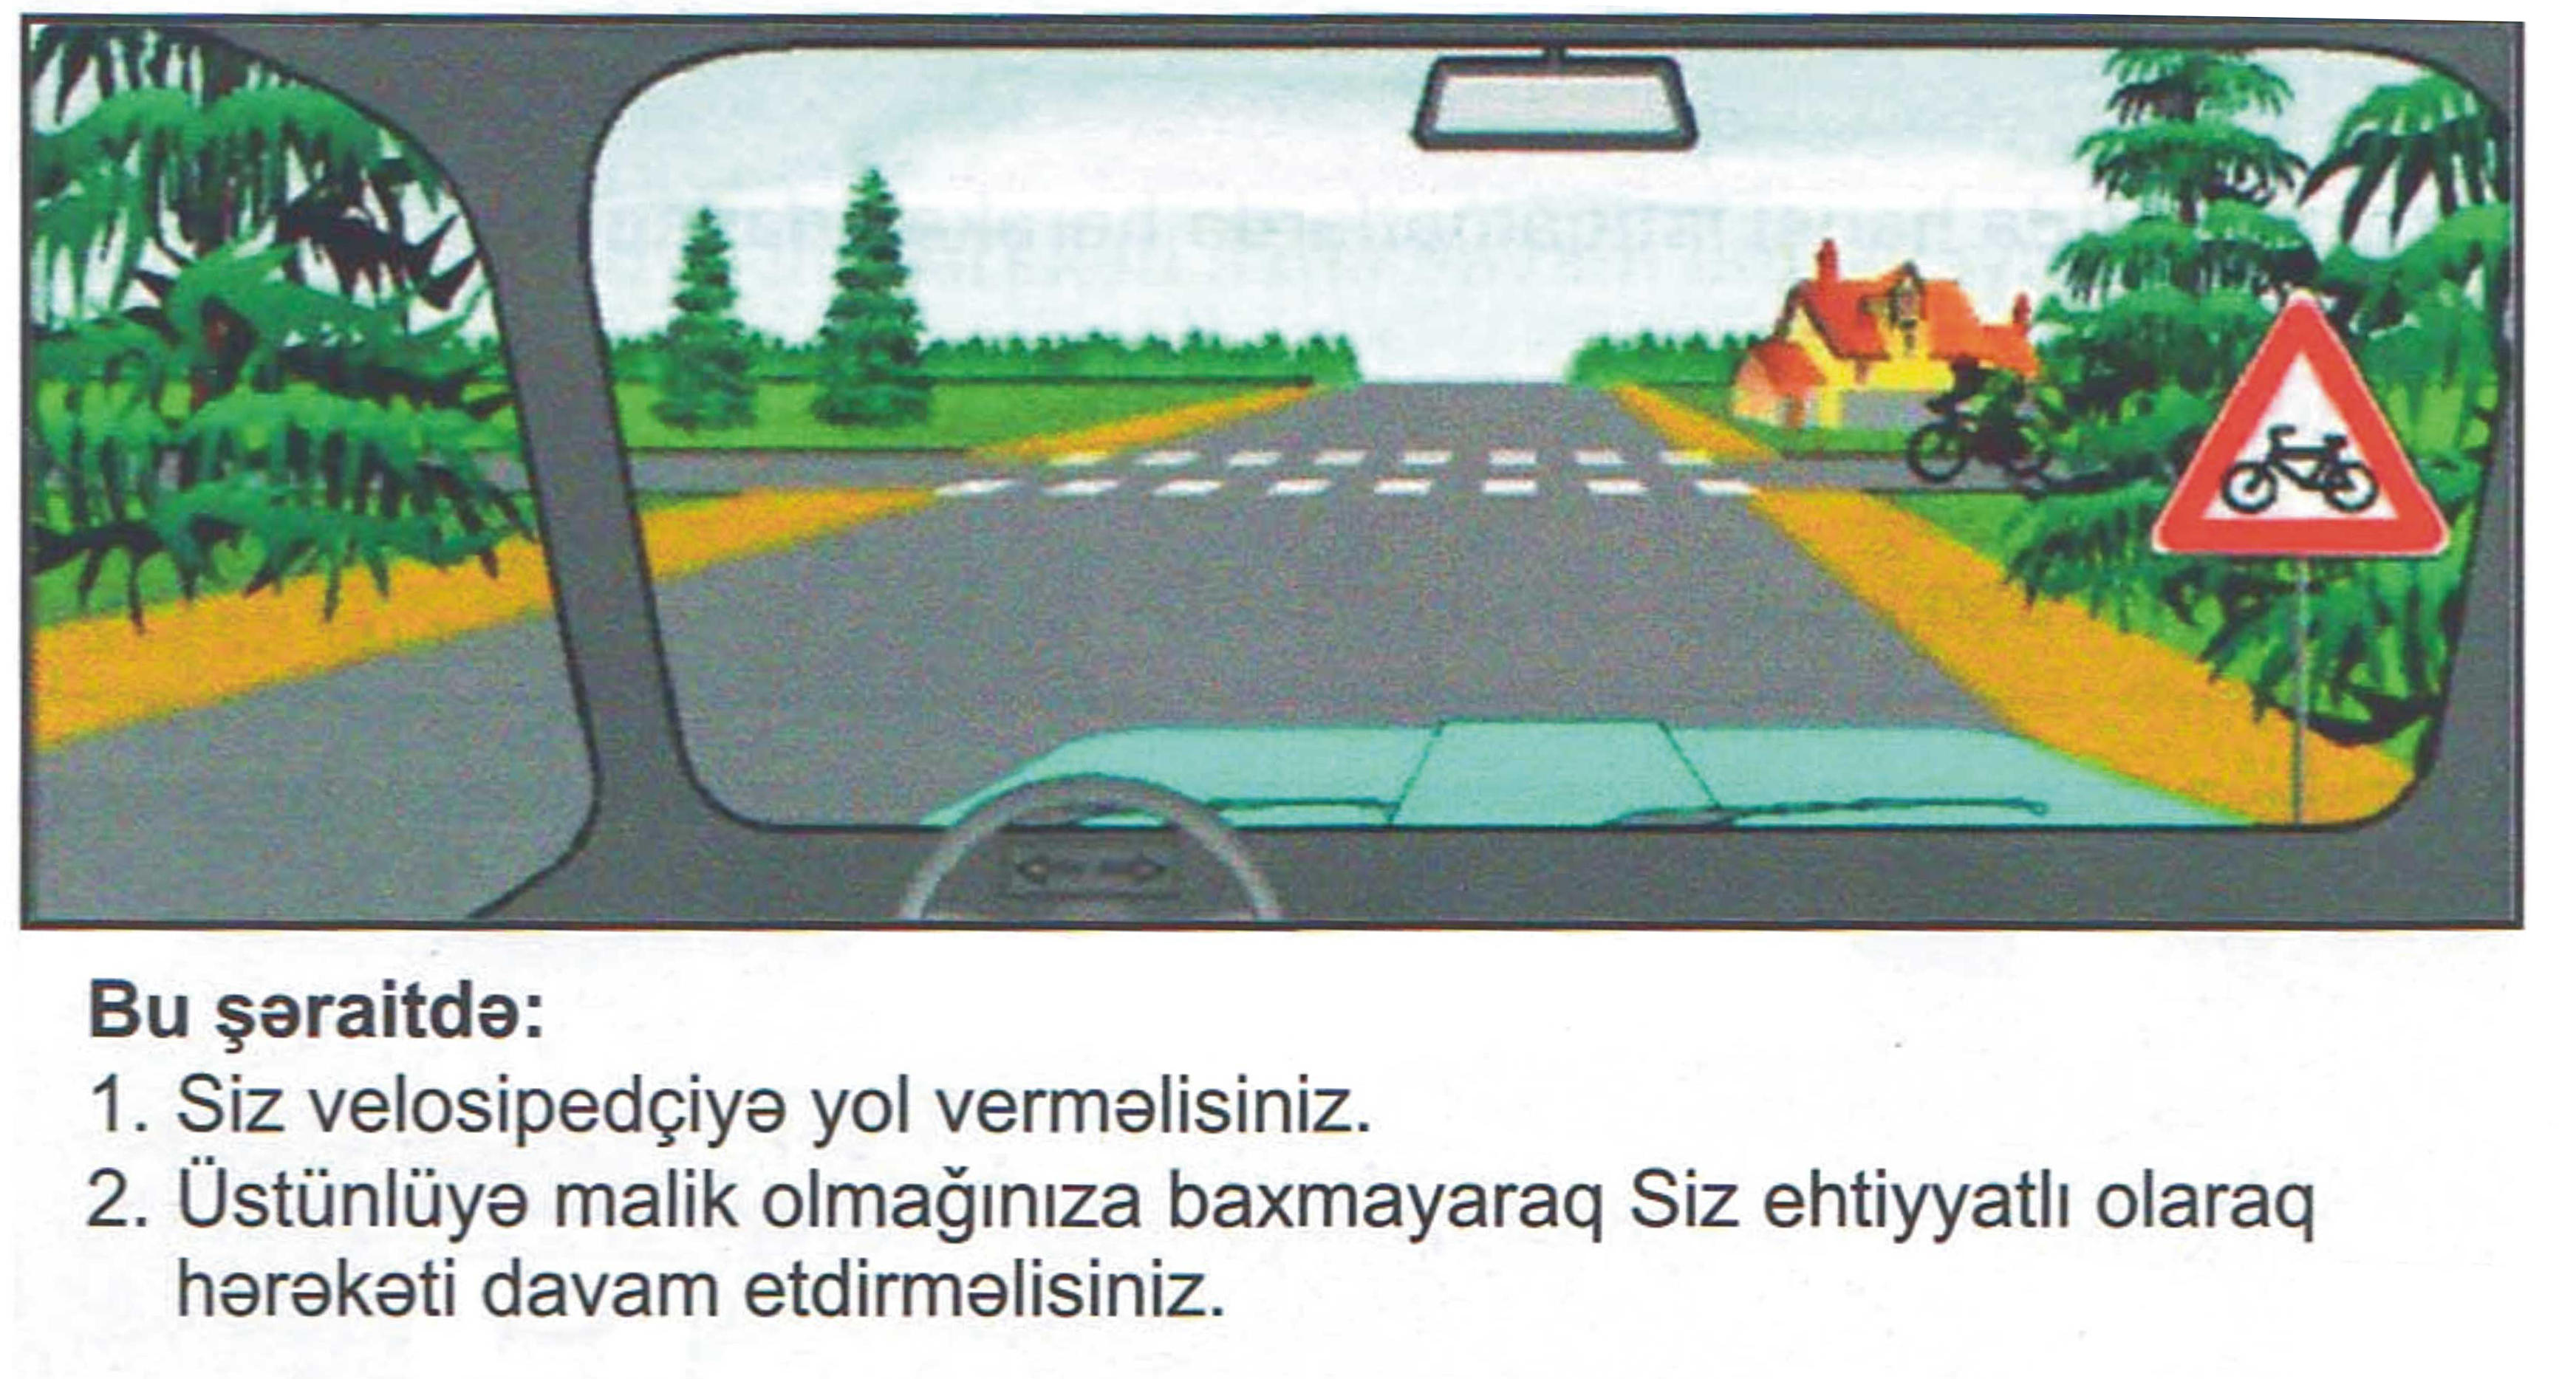 Bu şəraitdə:
1. Siz velosipedçiyə yol verməlisiniz.
2. Üstünlüyə malik olmağınıza baxmayaraq Siz ehtiyyatlı olaraq
hərəkəti davam etdirməlisiniz.